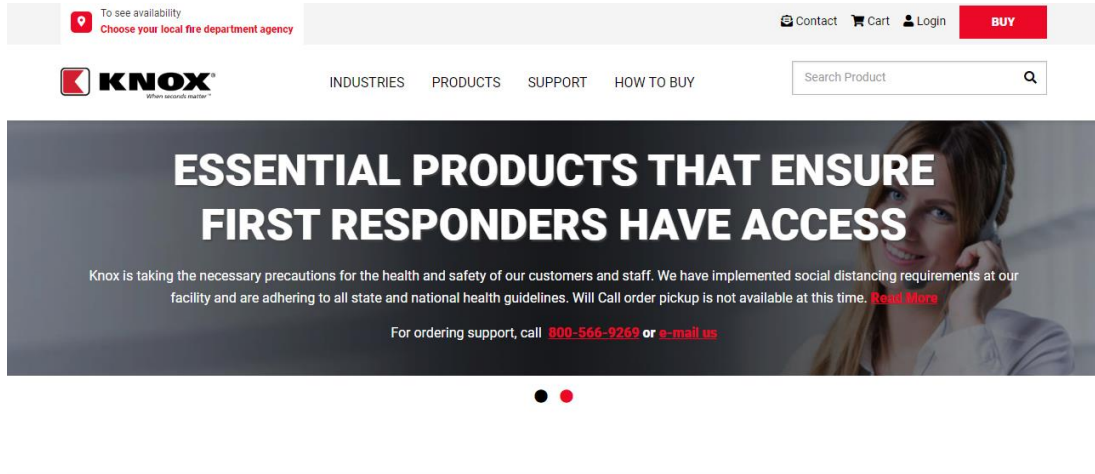 To see availability
Choose your local fire department agency
Contact Cart Login BUY
KNOX®
When seconds matter™
INDUSTRIES PRODUCTS SUPPORT HOW TO BUY
Search Product
ESSENTIAL PRODUCTS THAT ENSURE
FIRST RESPONDERS HAVE ACCESS
Knox is taking the necessary precautions for the health and safety of our customers and staff. We have implemented social distancing requirements at our
facility and are adhering to all state and national health guidelines. Will Call order pickup is not available at this time. Read More
For ordering support, call 800-566-9269 or e-mail us